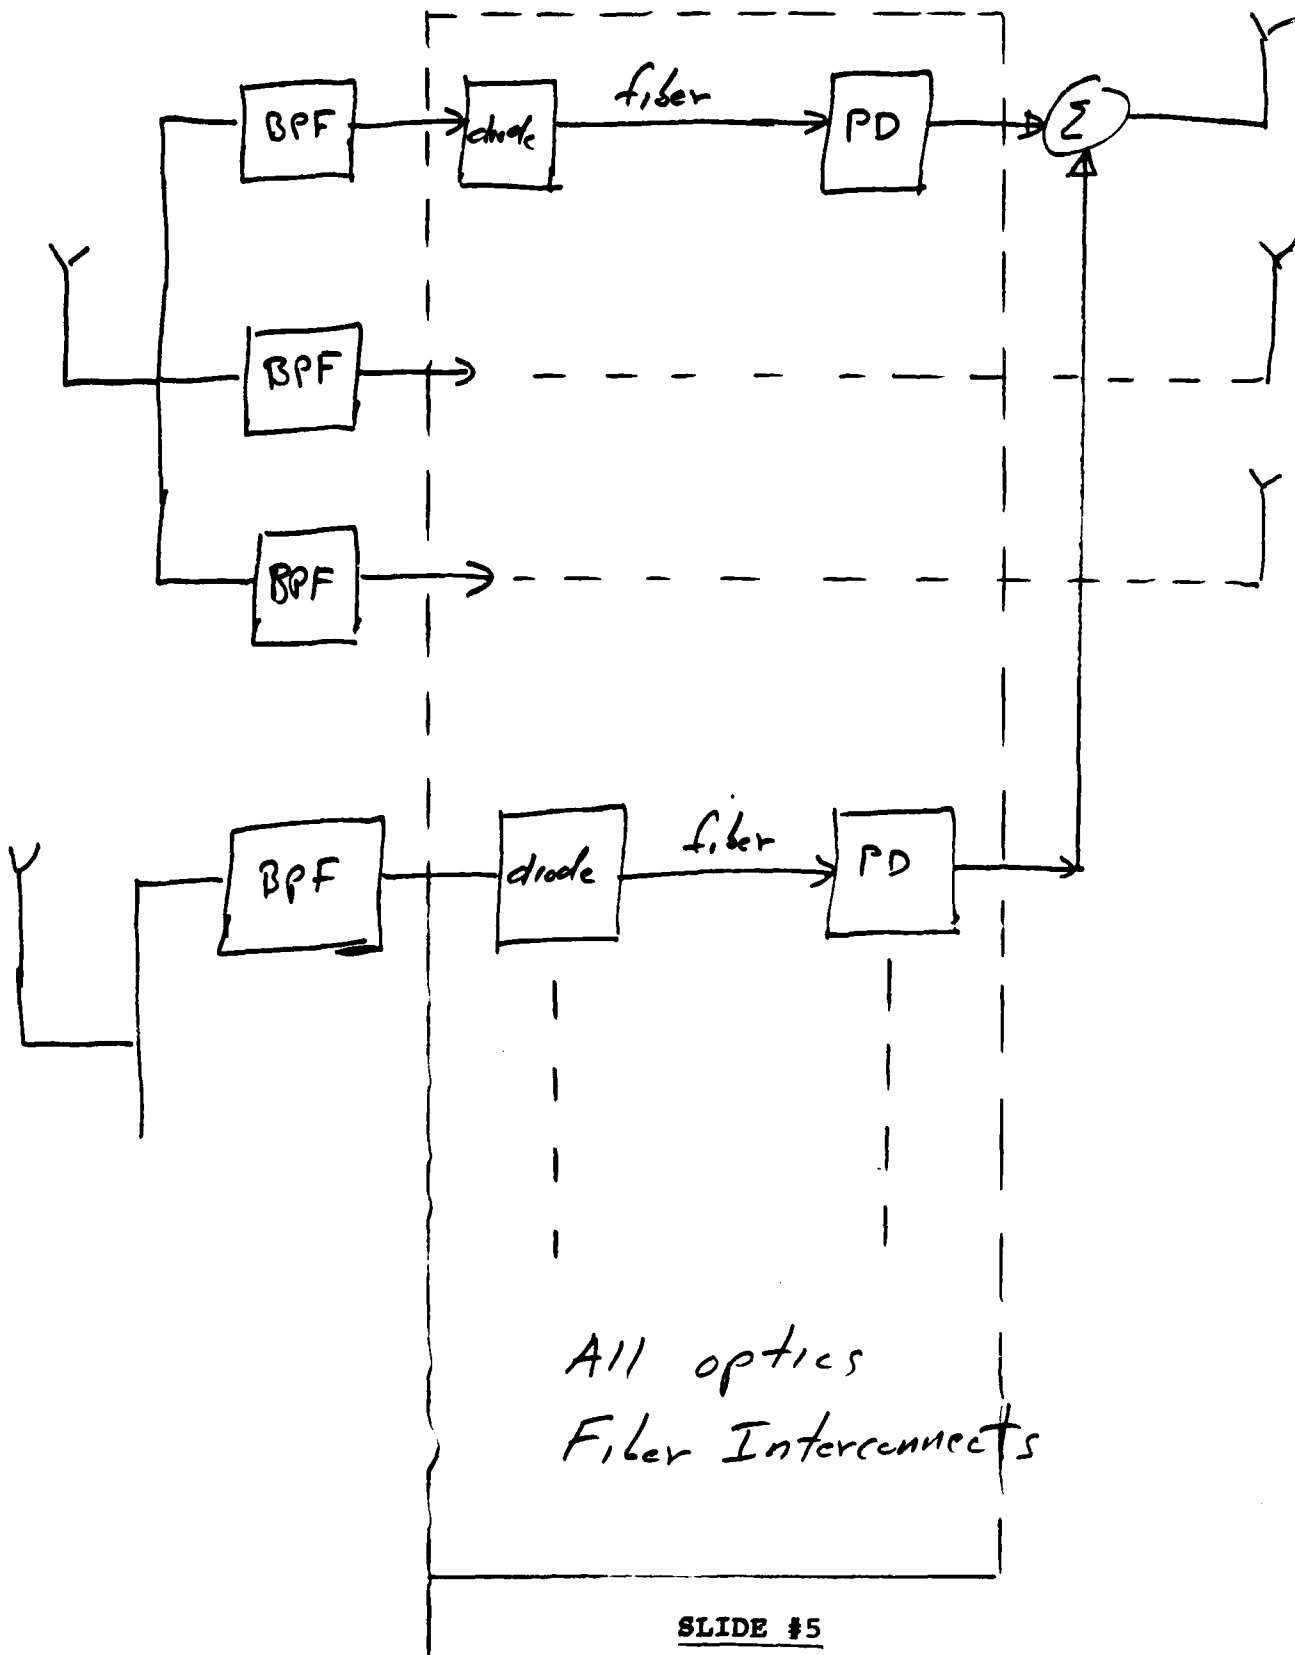 BPF
diode
fiber
PD
Σ
BPF
BPF
BPF
diode
fiber
PD
All optics
Fiber Interconnects
SLIDE #5